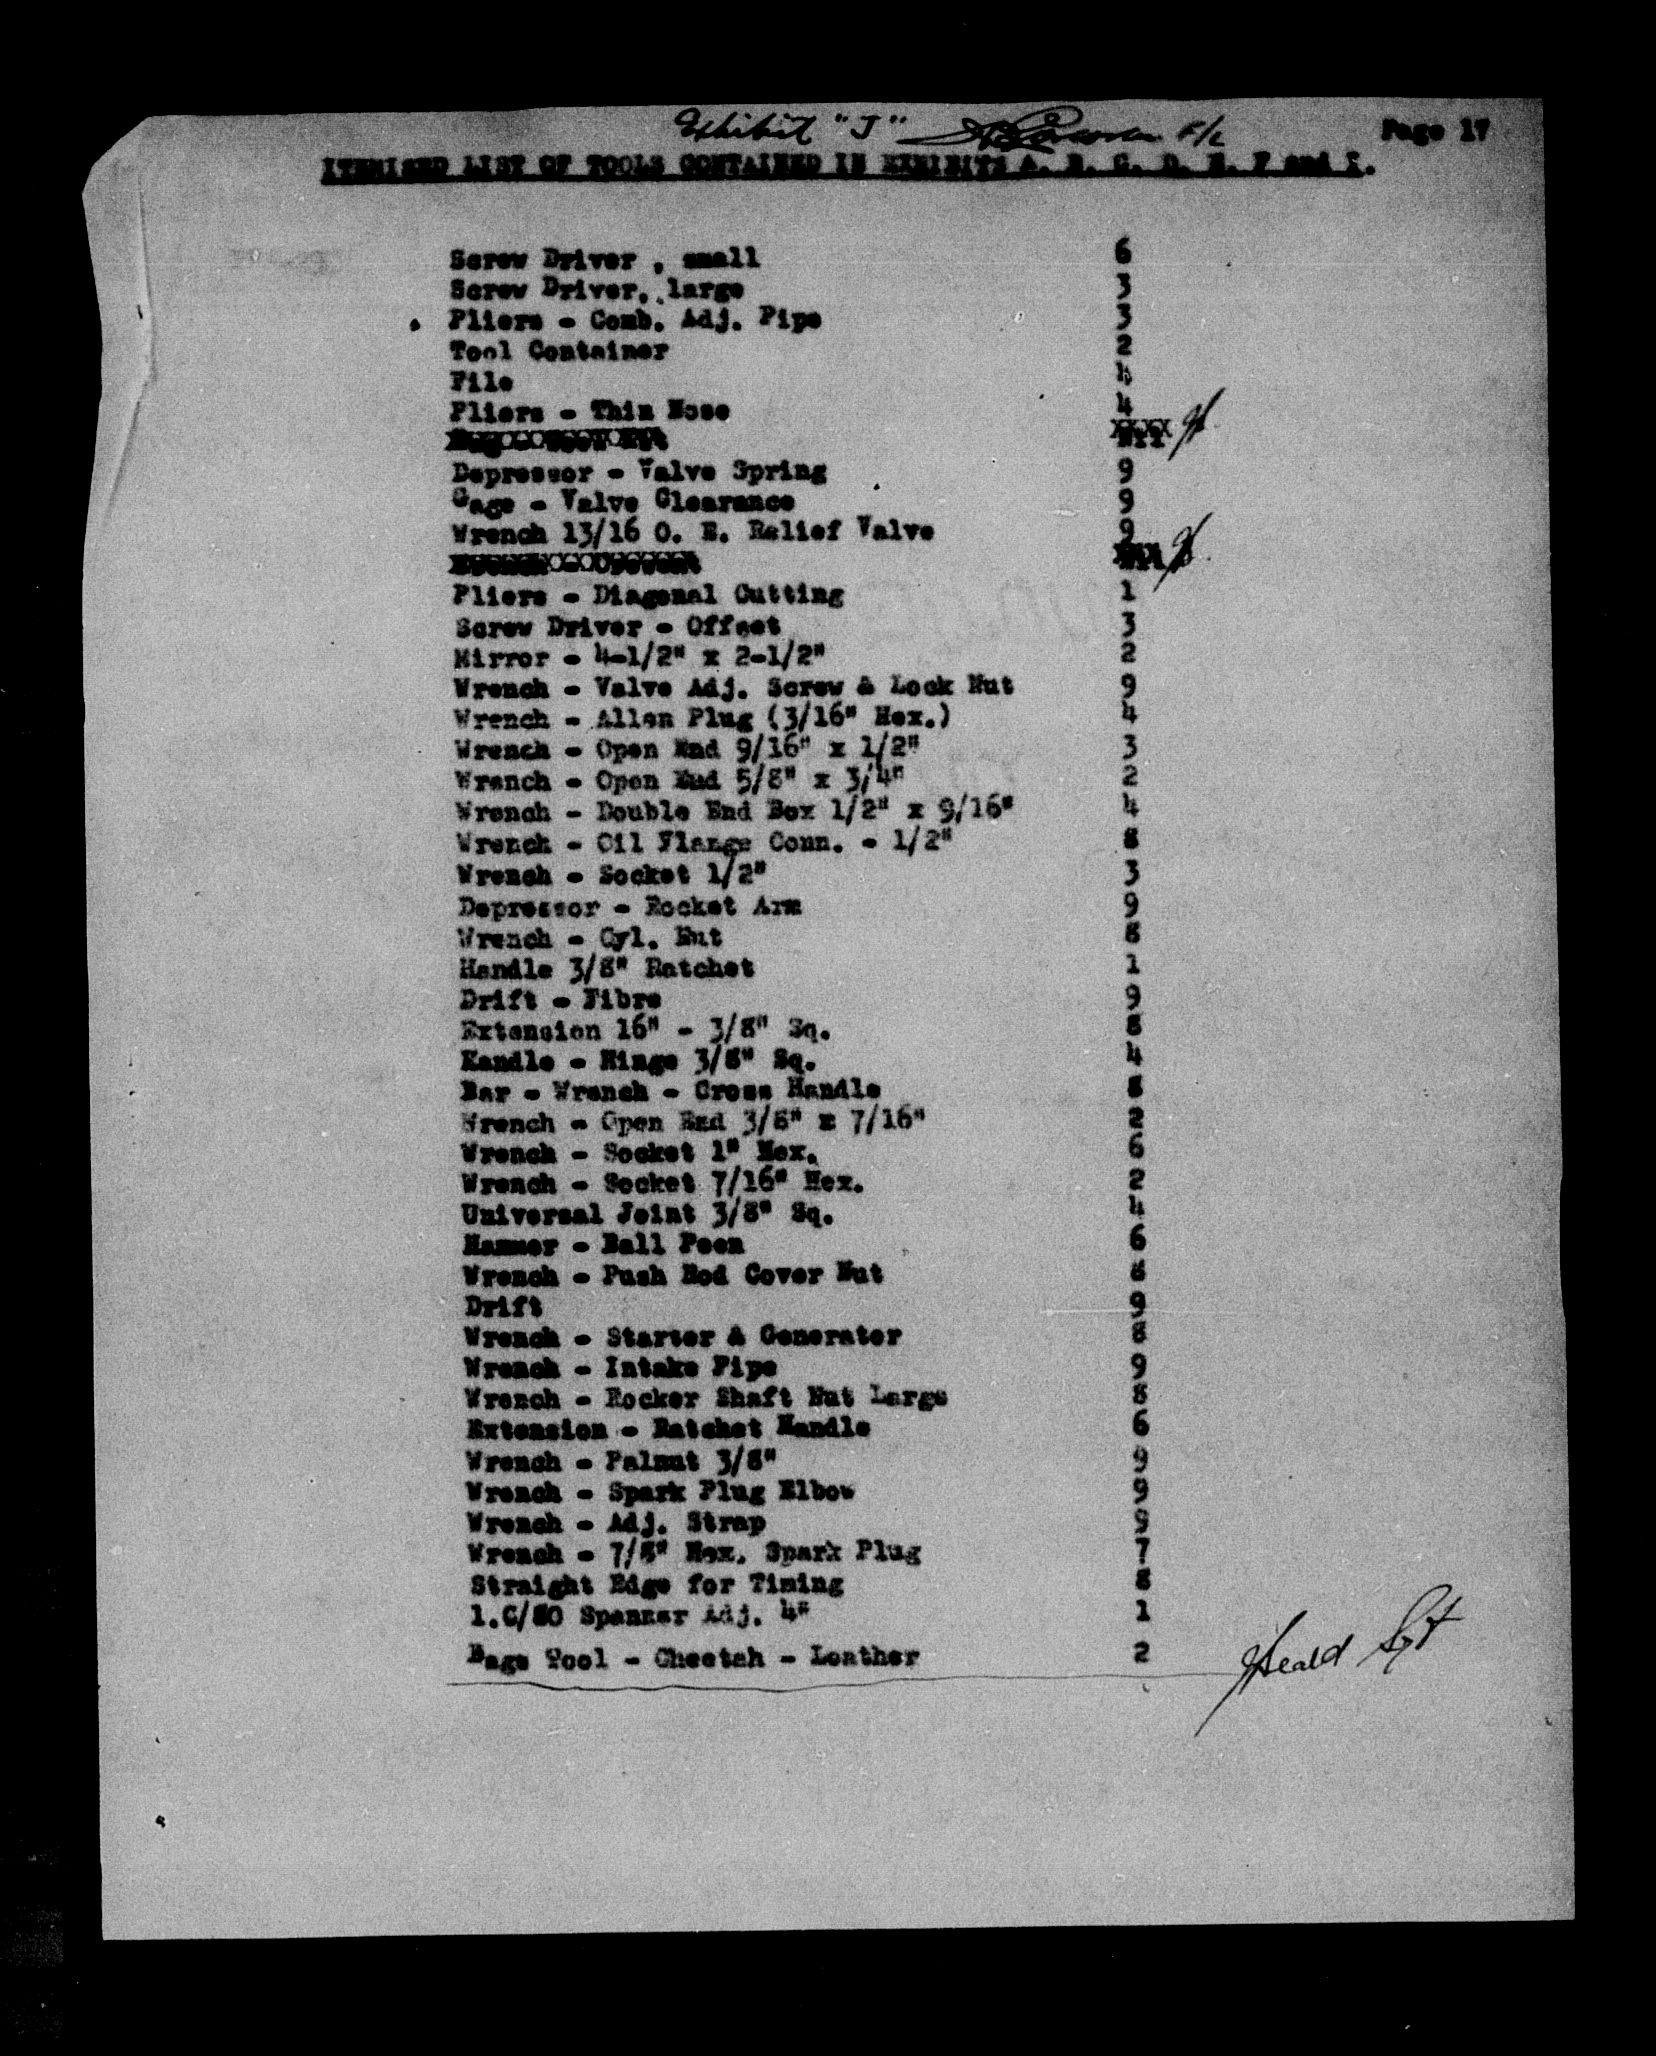 Exhibit "J" F/L
Page 17
ITEMISED LIST OF TOOLS CONTAINED IN EXHIBITS A. B. C. D. E. F and I.
Screw Driver , small 6
Screw Driver, large 3
Pliers - Comb. Adj. Pipe 3
Tool Container 2
File 4
Pliers - Thin Nose 4
Depressor - Valve Spring 9
Gage - Valve Clearance 9
Wrench 13/16 O. E. Relief Valve 9
Pliers - Diagonal Cutting 1
Screw Driver - Offset 3
Mirror - 4-1/2" x 2-1/2" 2
Wrench - Valve Adj. Screw & Lock Nut 9
Wrench - Allen Plug (3/16" Hex.) 4
Wrench - Open End 9/16" x 1/2" 3
Wrench - Open End 5/8" x 3/4" 2
Wrench - Double End Box 1/2" x 9/16" 4
Wrench - Oil Flange Conn. - 1/2" 8
Wrench - Socket 1/2" 3
Depressor - Rocket Arm 9
Wrench - Cyl. Nut 8
Handle 3/8" Ratchet 1
Drift - Fibre 9
Extension 16" - 3/8" Sq. 8
Handle - Hinge 3/8" Sq. 4
Bar - Wrench - Cross Handle 8
Wrench - Open End 3/8" x 7/16" 2
Wrench - Socket 1" Hex. 6
Wrench - Socket 7/16" Hex. 2
Universal Joint 3/8" Sq. 4
Hammer - Ball Peen 6
Wrench - Push Rod Cover Nut 8
Drift 9
Wrench - Starter & Generator 8
Wrench - Intake Pipe 9
Wrench - Rocker Shaft Nut Large 8
Extension - Ratchet Handle 6
Wrench - Palnut 3/8" 9
Wrench - Spark Plug Elbow 9
Wrench - Adj. Strap 9
Wrench - 7/8" Hex. Spark Plug 7
Straight Edge for Timing 8
1.C/80 Spanner Adj. 4" 1
Bags Tool - Cheetah - Leather 2
Heald Sgt